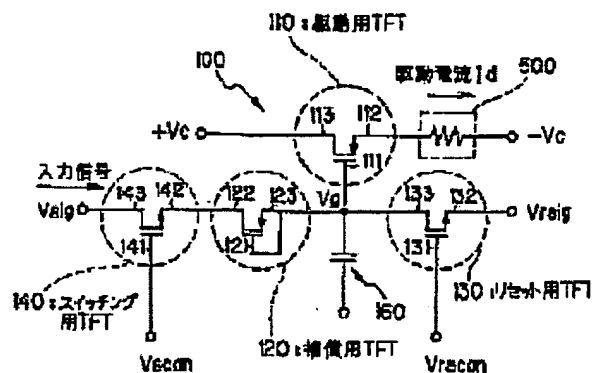 110:駆動用TFT
100
駆動電流Id
500
113
112
+Vc
-Vc
111
入力信号
143
142
122
123
Vg
133
132
Vsig
Vrsig
141
121
131
140:スイッチング
用TFT
160
130:リセット用TFT
120:補償用TFT
Vscon
Vrscon